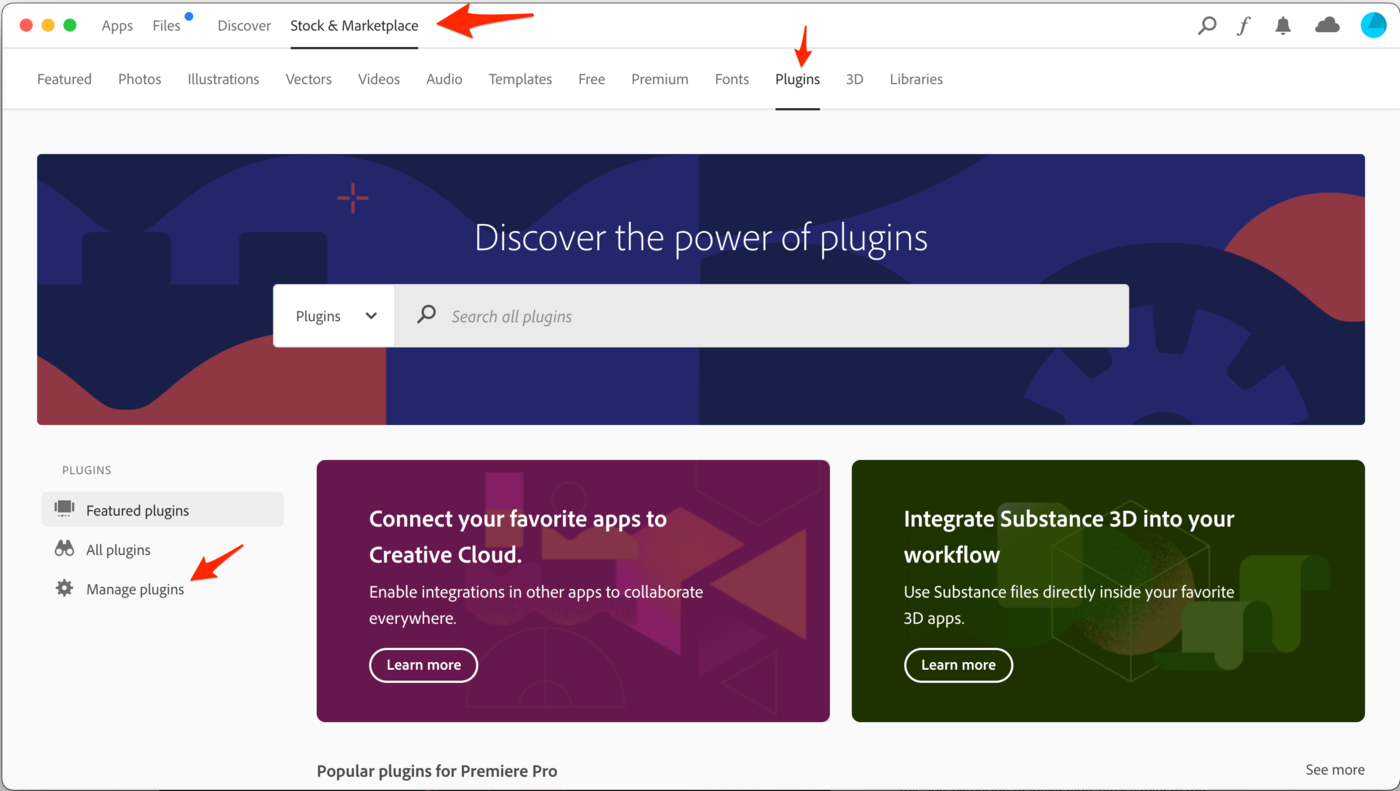 Apps Files Discover Stock & Marketplace
Featured Photos Illustrations Vectors Videos Audio Templates Free Premium Fonts Plugins 3D Libraries
Discover the power of plugins
Plugins Search all plugins
PLUGINS
Featured plugins
All plugins
Manage plugins
Connect your favorite apps to
Creative Cloud.
Enable integrations in other apps to collaborate
everywhere.
Learn more
Integrate Substance 3D into your
workflow
Use Substance files directly inside your favorite
3D apps.
Learn more
Popular plugins for Premiere Pro
See more